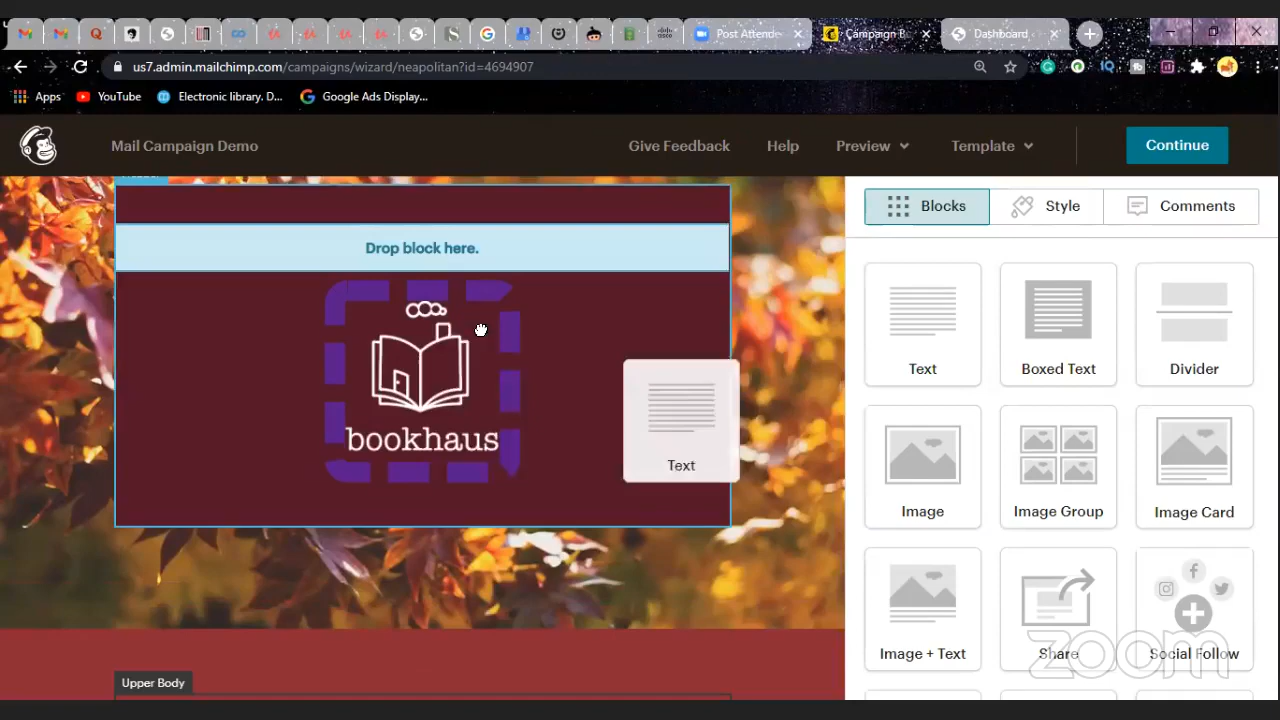 Post Attende
Campaign B
Dashboard
us7.admin.mailchimp.com/campaigns/wizard/neapolitan?id=4694907
Apps
YouTube
Electronic library. D...
Google Ads Display...
Mail Campaign Demo
Give Feedback
Help
Preview
Template
Continue
Blocks
Style
Comments
Drop block here.
bookhaus
Text
Text
Boxed Text
Divider
Image
Image Group
Image Card
Image + Text
Share
Social Follow
zoom
Upper Body